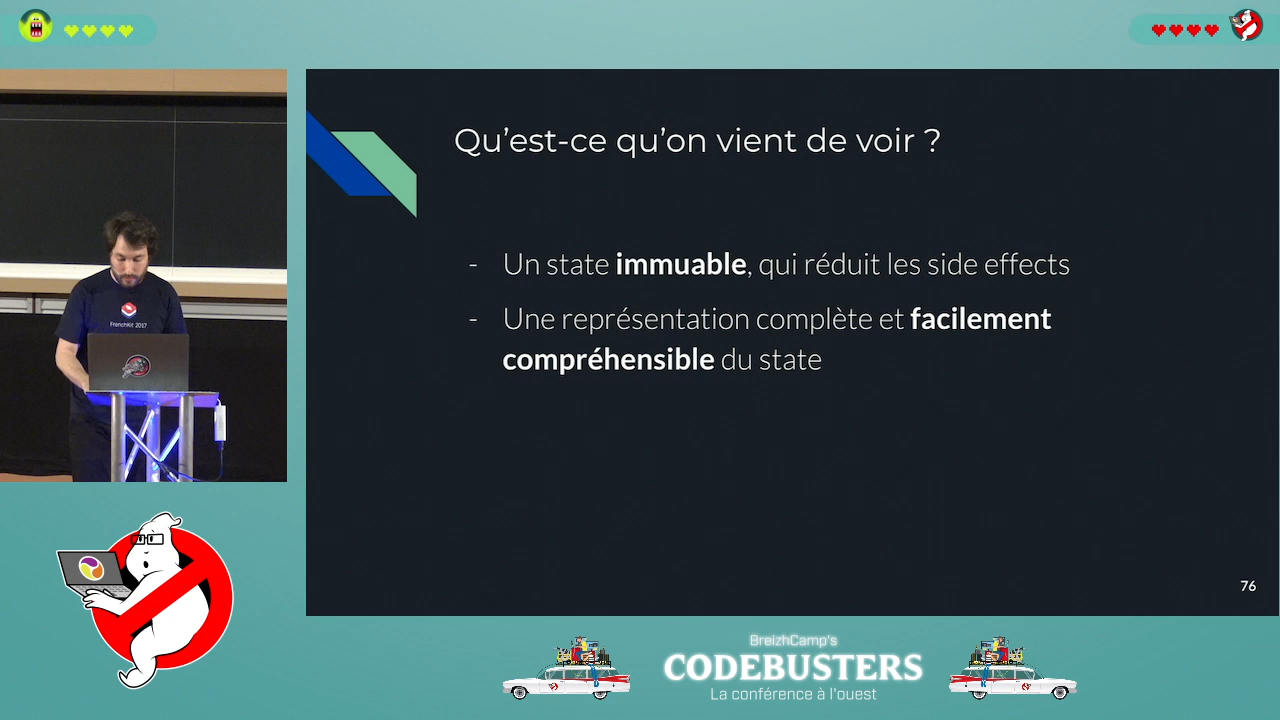 Qu'est-ce qu'on vient de voir ?
- Un state immuable, qui réduit les side effects
- Une représentation complète et facilement
compréhensible du state
76
FrenchKit 2017
BreizhCamp's
CODEBUSTERS
La conférence à l'ouest